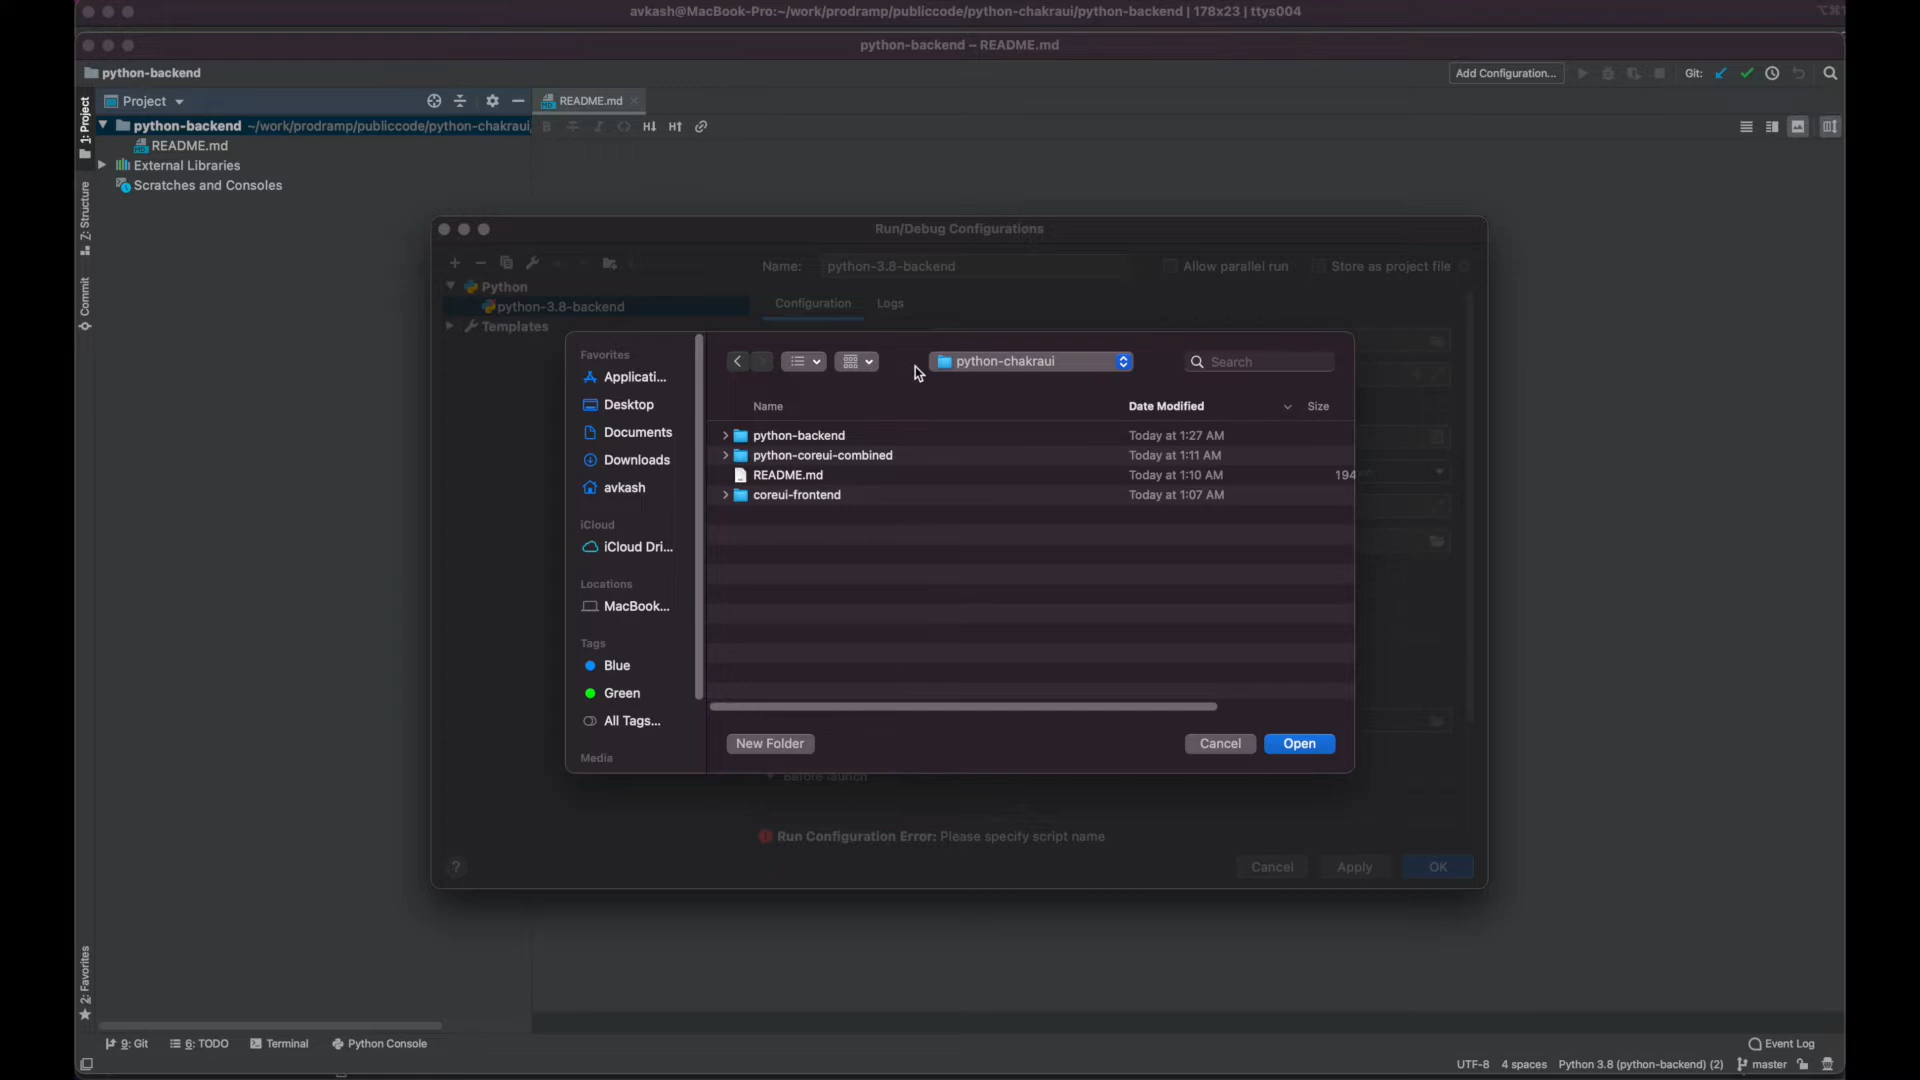 avkash@MacBook-Pro:~/work/prodramp/publiccode/python-chakraui/python-backend | 178x23 | ttys004
python-backend – README.md
python-backend
Add Configuration...
Git:
Project
README.md
1: Project
python-backend ~/work/prodramp/publiccode/python-chakraui/
README.md
External Libraries
Scratches and Consoles
Z: Structure
Commit
Run/Debug Configurations
Name: python-3.8-backend
Allow parallel run
Store as project file
Python
python-3.8-backend
Templates
Configuration
Logs
Favorites
Applicati...
Desktop
Documents
Downloads
avkash
iCloud
iCloud Dri...
Locations
MacBook...
Tags
Blue
Green
All Tags...
Media
python-chakraui
Search
Name Date Modified Size
python-backend Today at 1:27 AM
python-coreui-combined Today at 1:11 AM
README.md Today at 1:10 AM 194
coreui-frontend Today at 1:07 AM
New Folder
Cancel
Open
Before launch
Run Configuration Error: Please specify script name
?
Cancel
Apply
OK
2: Favorites
9: Git
6: TODO
Terminal
Python Console
Event Log
UTF-8
4 spaces
Python 3.8 (python-backend) (2)
master